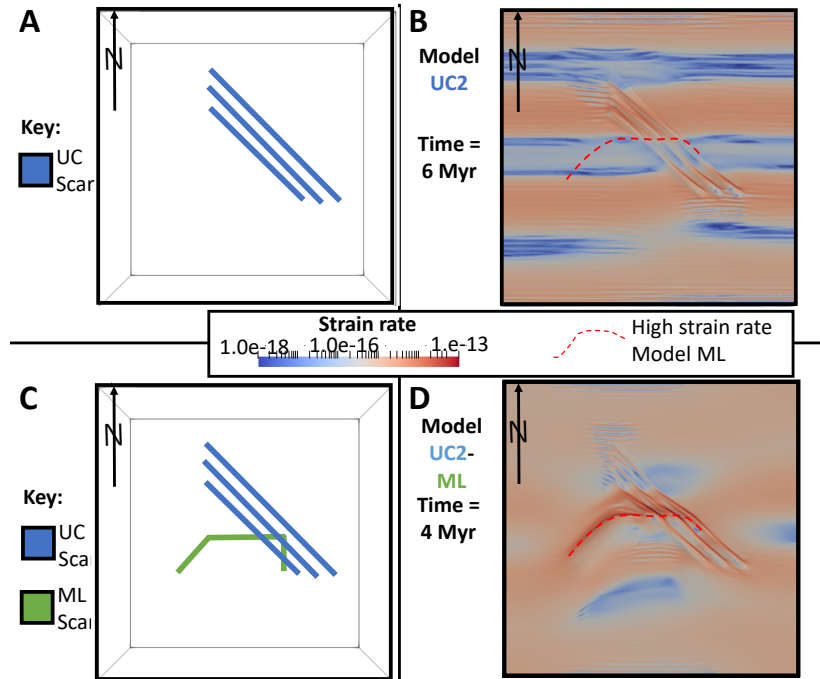 A
N
Key:
UC
Scar
B
N
Model
UC2
Time =
6 Myr
Strain rate
1.0e-18 1.0e-16 1.e-13
High strain rate
Model ML
C
N
Key:
UC
Scar
ML
Scar
D
N
Model
UC2-
ML
Time =
4 Myr